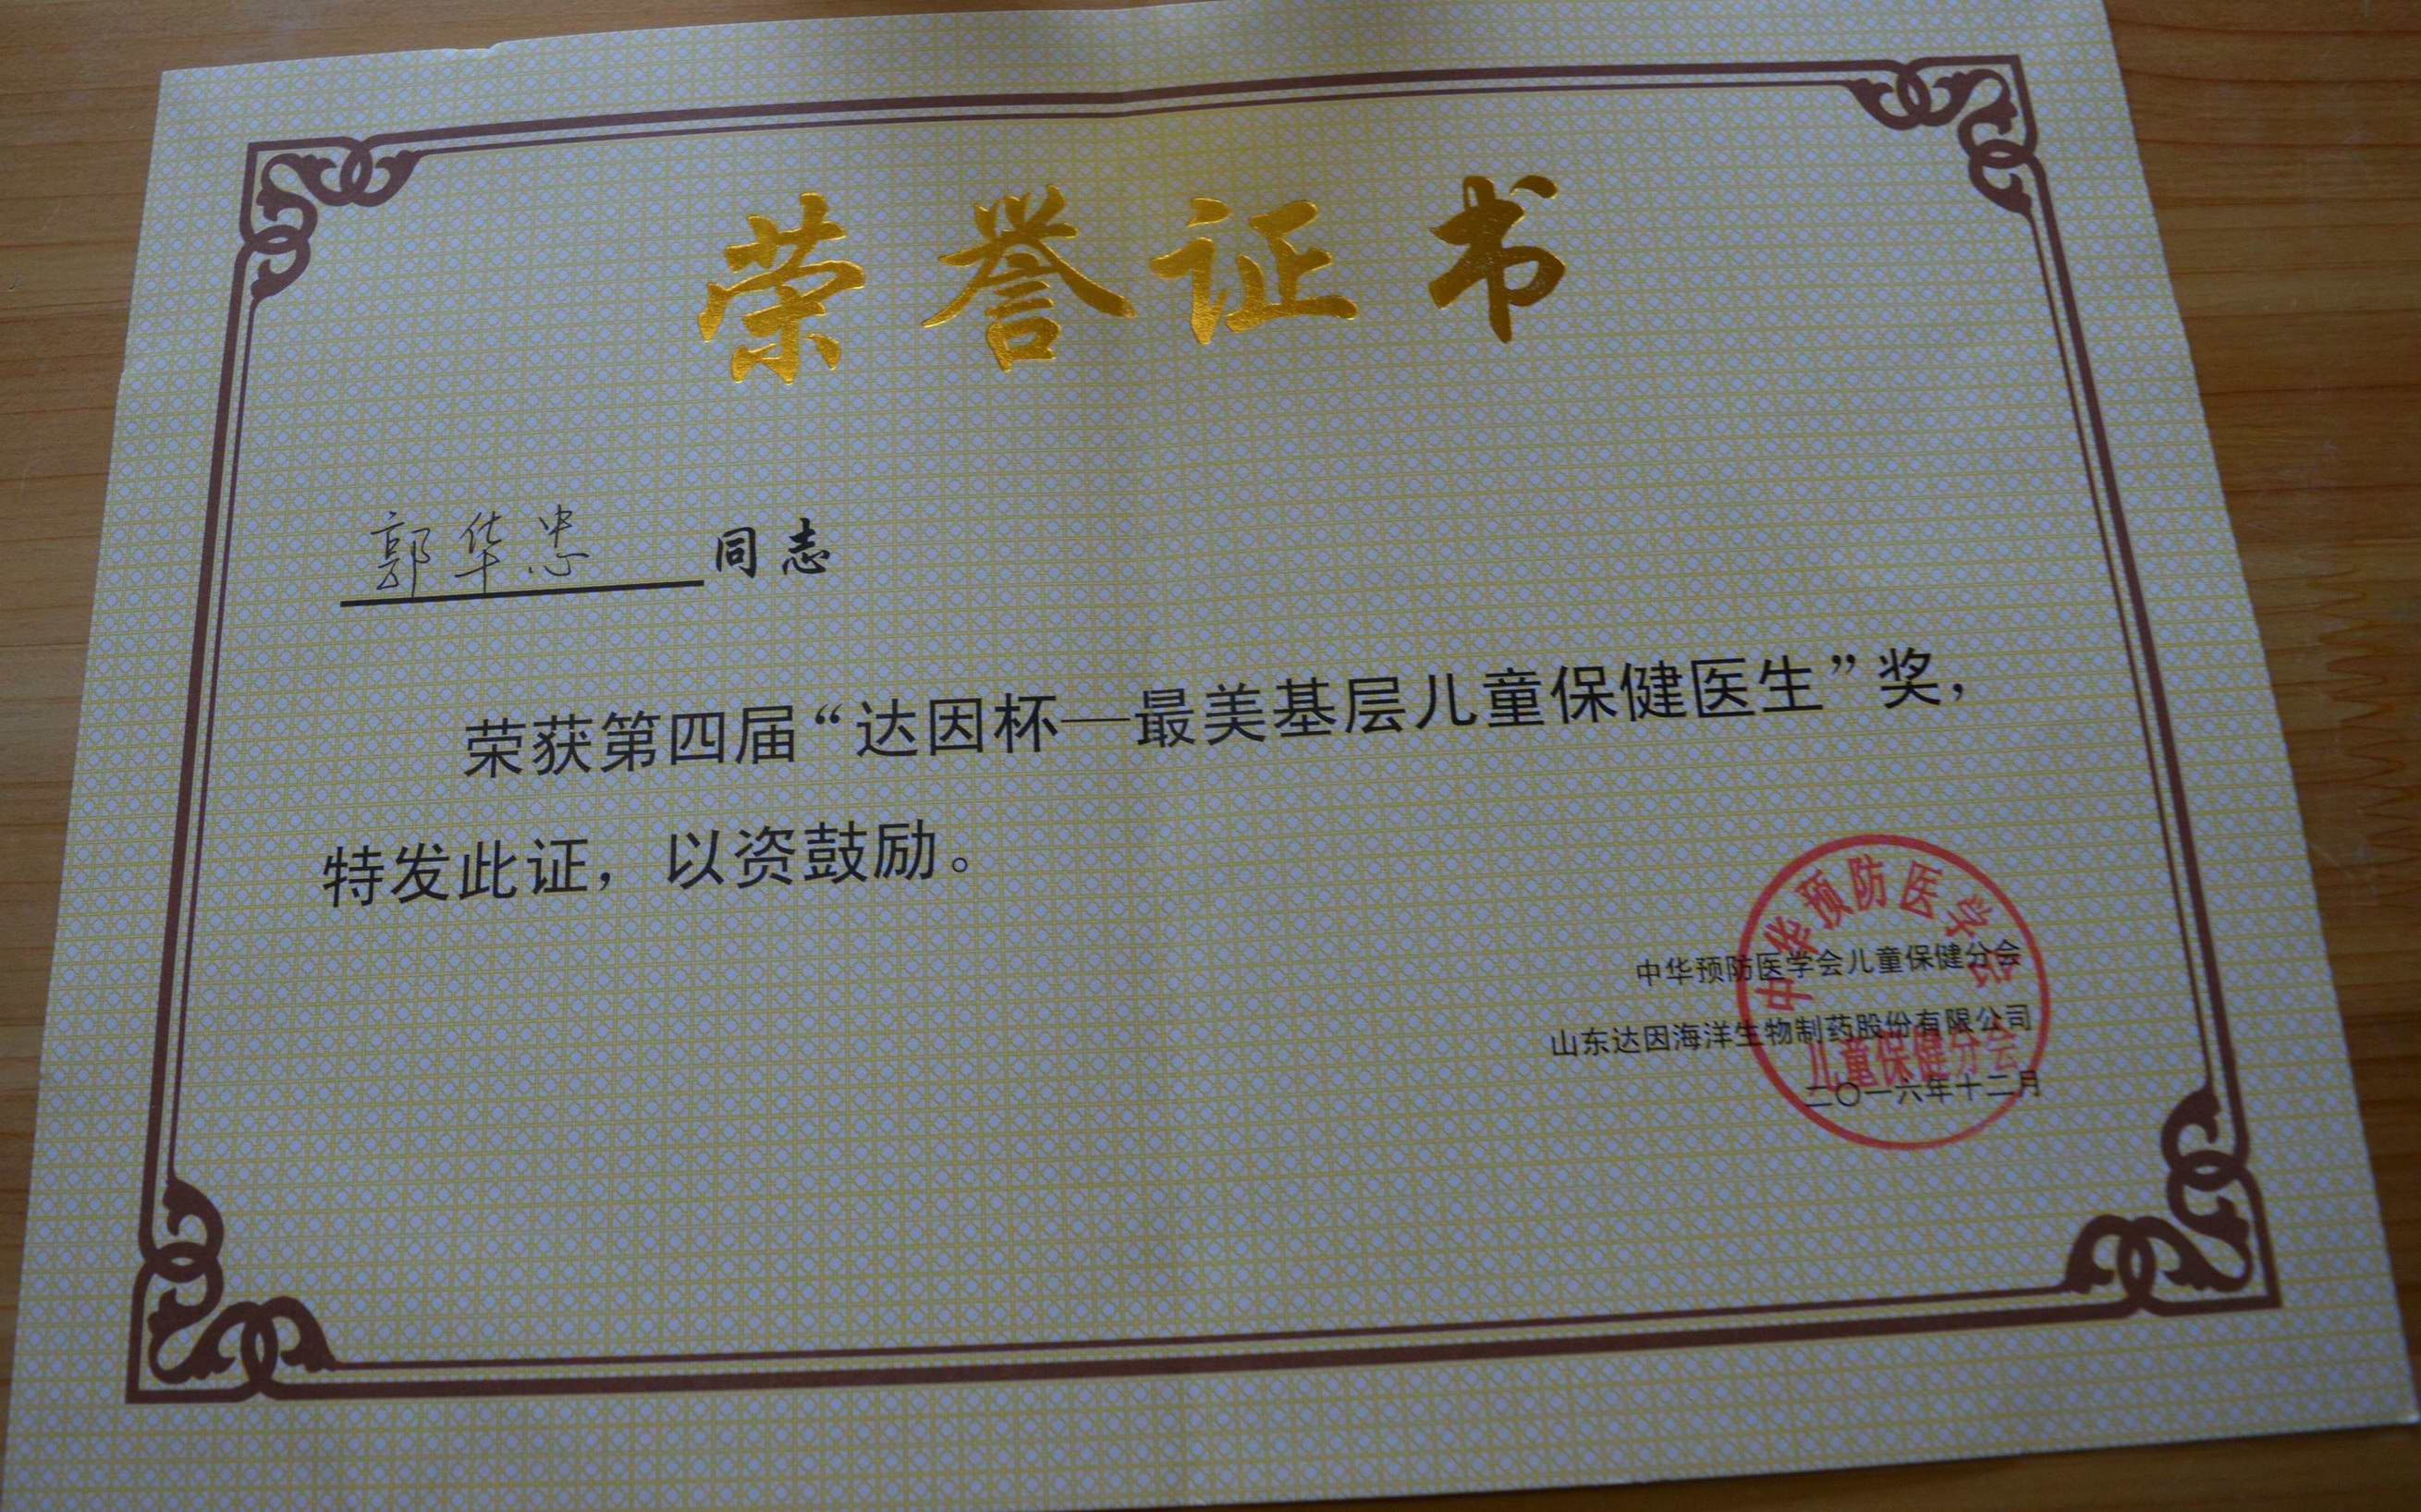 荣誉证书
郭华忠 同志
荣获第四届“达因杯—最美基层儿童保健医生”奖，
特发此证，以资鼓励。
中华预防医学会儿童保健分会
山东达因海洋生物制药股份有限公司
二〇一六年十二月
中华预防医学会
儿童保健分会